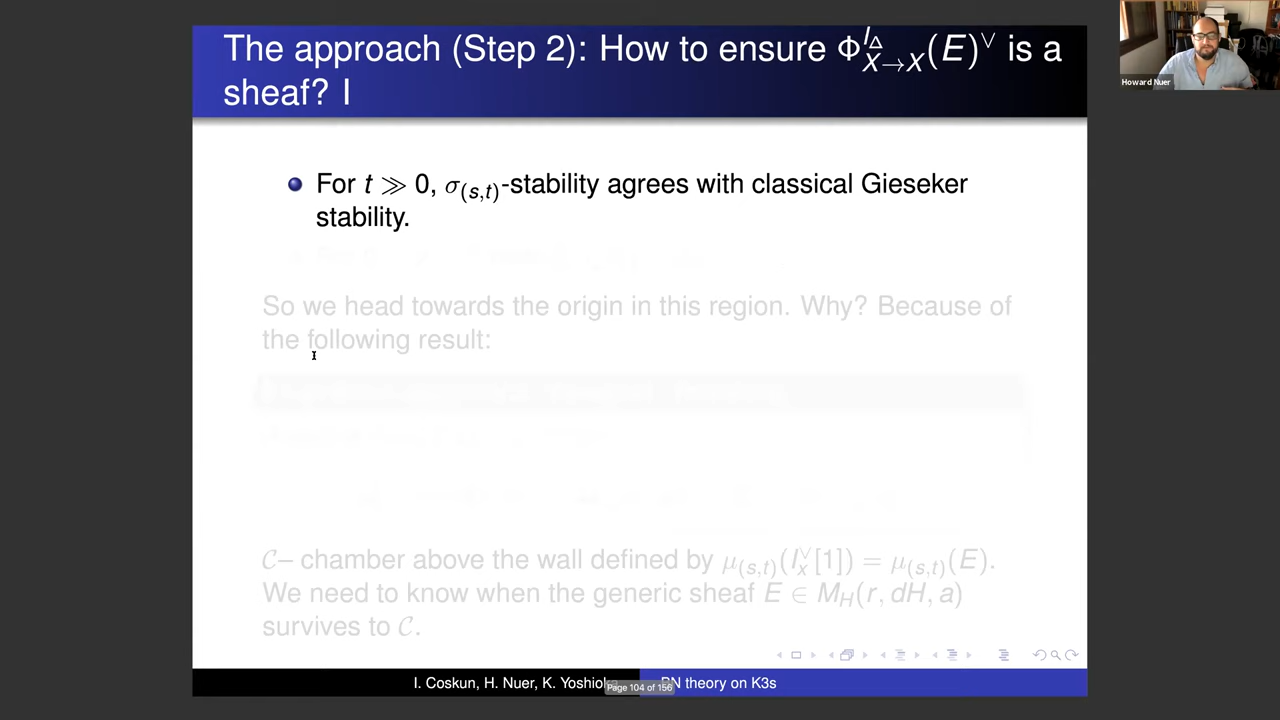 The approach (Step 2): How to ensure Φ^{I_Δ}_{X→X}(E)^∨ is a
sheaf? I
Howard Nuer
For t ≫ 0, σ_{(s,t)}-stability agrees with classical Gieseker
stability.
So we head towards the origin in this region. Why? Because of
the following result:
𝒞– chamber above the wall defined by μ_{(s,t)}(I_x^∨[1]) = μ_{(s,t)}(E).
We need to know when the generic sheaf E ∈ M_H(r, dH, a)
survives to 𝒞.
I. Coskun, H. Nuer, K. Yoshioka
Page 104 of 156
BN theory on K3s